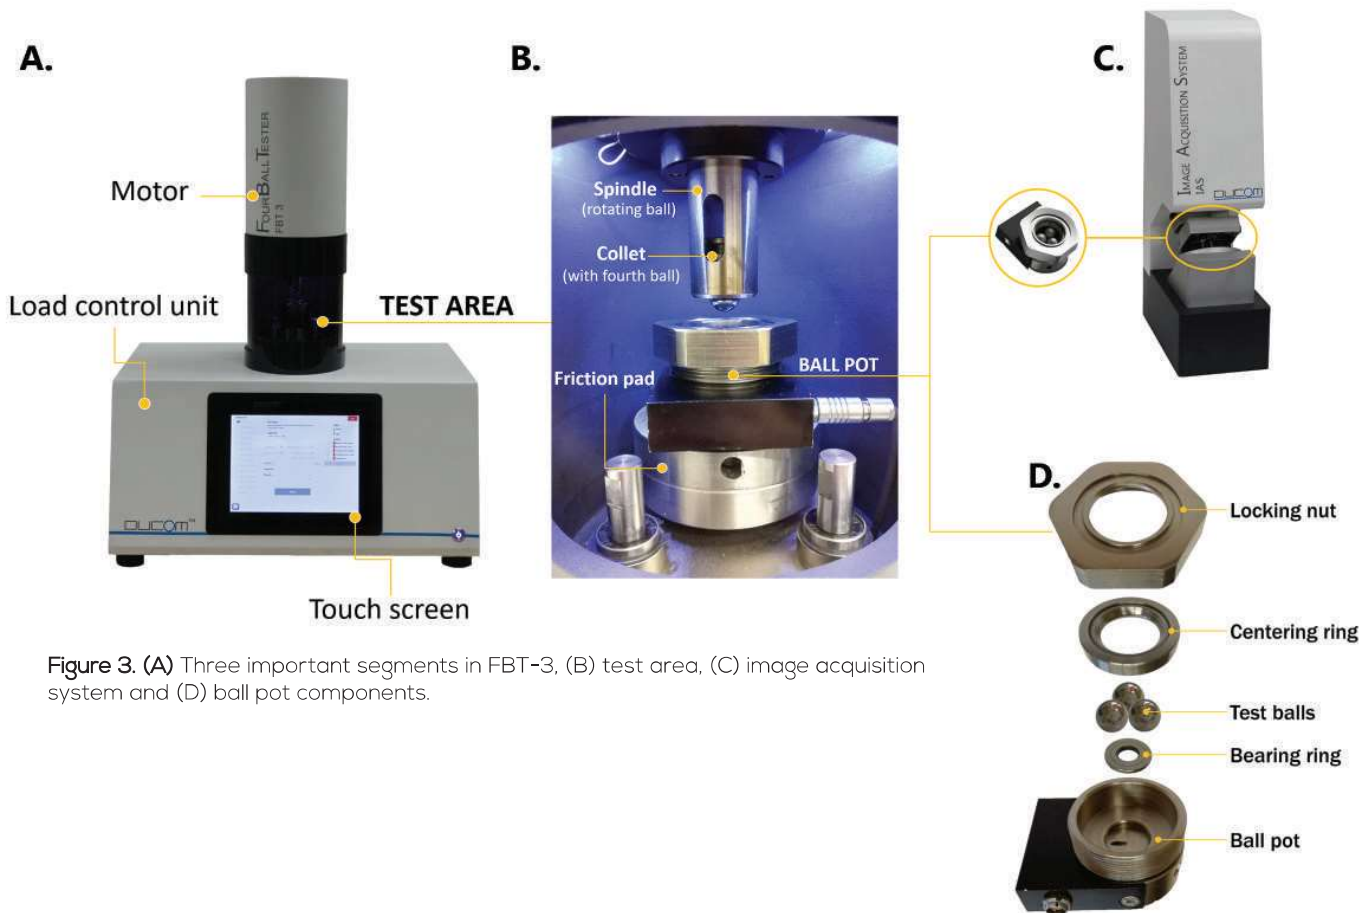 A.
Motor
FOUR BALL TESTER
FBT 3
Load control unit
TEST AREA
DUCOM™
Touch screen
B.
Spindle
(rotating ball)
Collet
(with fourth ball)
Friction pad
BALL POT
C.
IMAGE ACQUISITION SYSTEM
IAS
DUCOM
D.
Locking nut
Centering ring
Test balls
Bearing ring
Ball pot
Figure 3. (A) Three important segments in FBT-3, (B) test area, (C) image acquisition
system and (D) ball pot components.